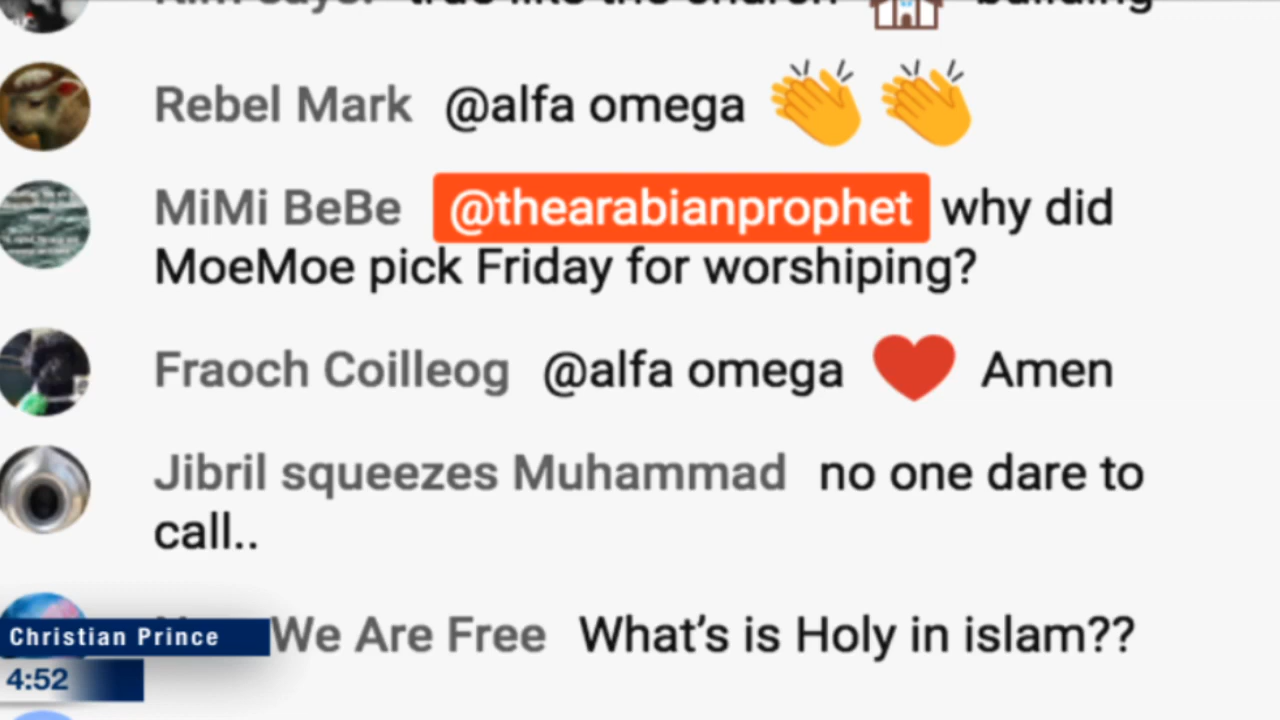 Rebel Mark @alfa omega 👏 👏
MiMi BeBe @thearabianprophet why did
MoeMoe pick Friday for worshiping?
Fraoch Coilleog @alfa omega ❤️ Amen
Jibril squeezes Muhammad no one dare to
call..
We Are Free What's is Holy in islam??
Christian Prince
4:52